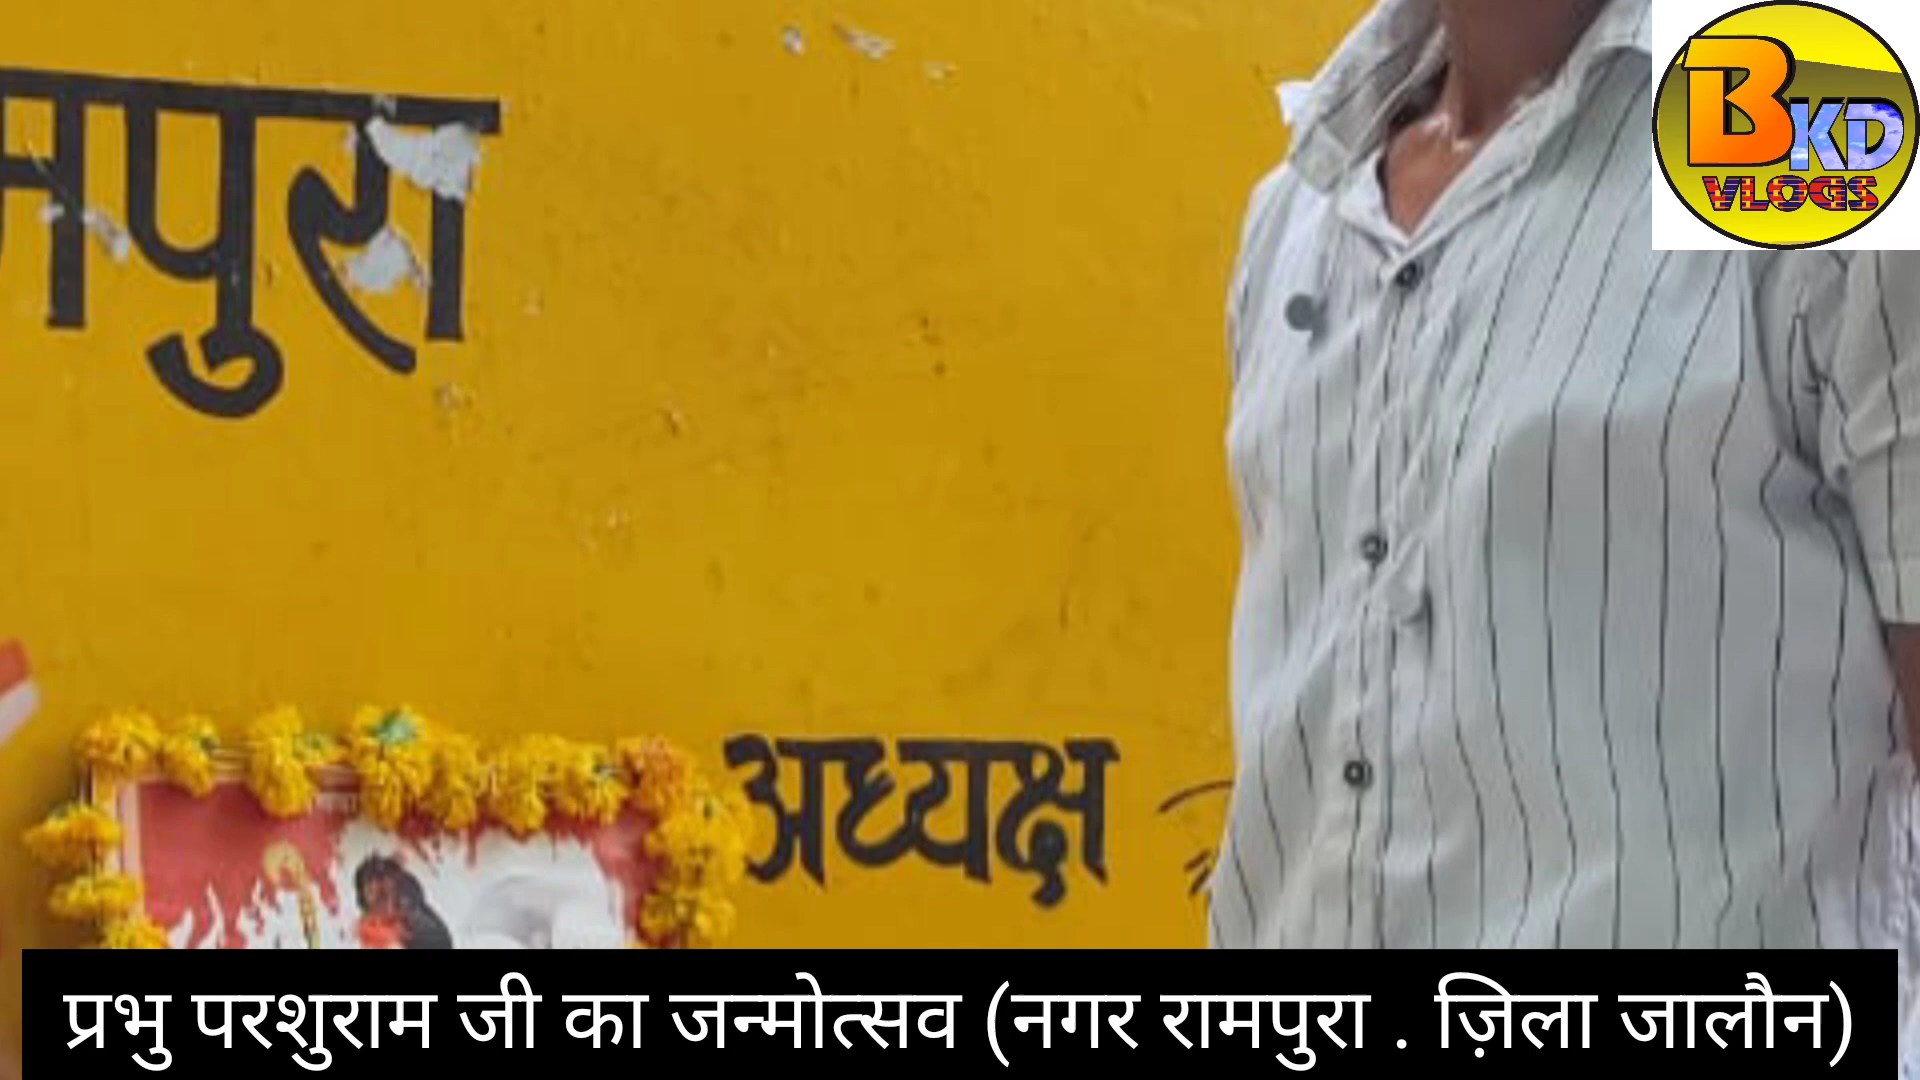 BKD
VLOGS
मपुरा
अध्यक्ष
प्रभु परशुराम जी का जन्मोत्सव (नगर रामपुरा . ज़िला जालौन)